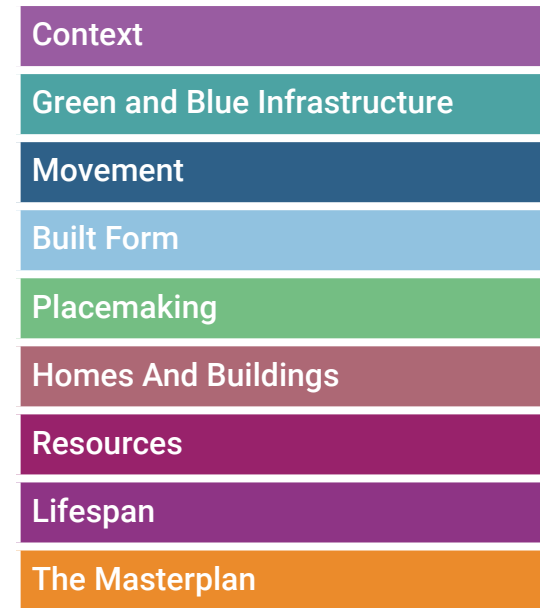 Context
Green and Blue Infrastructure
Movement
Built Form
Placemaking
Homes And Buildings
Resources
Lifespan
The Masterplan